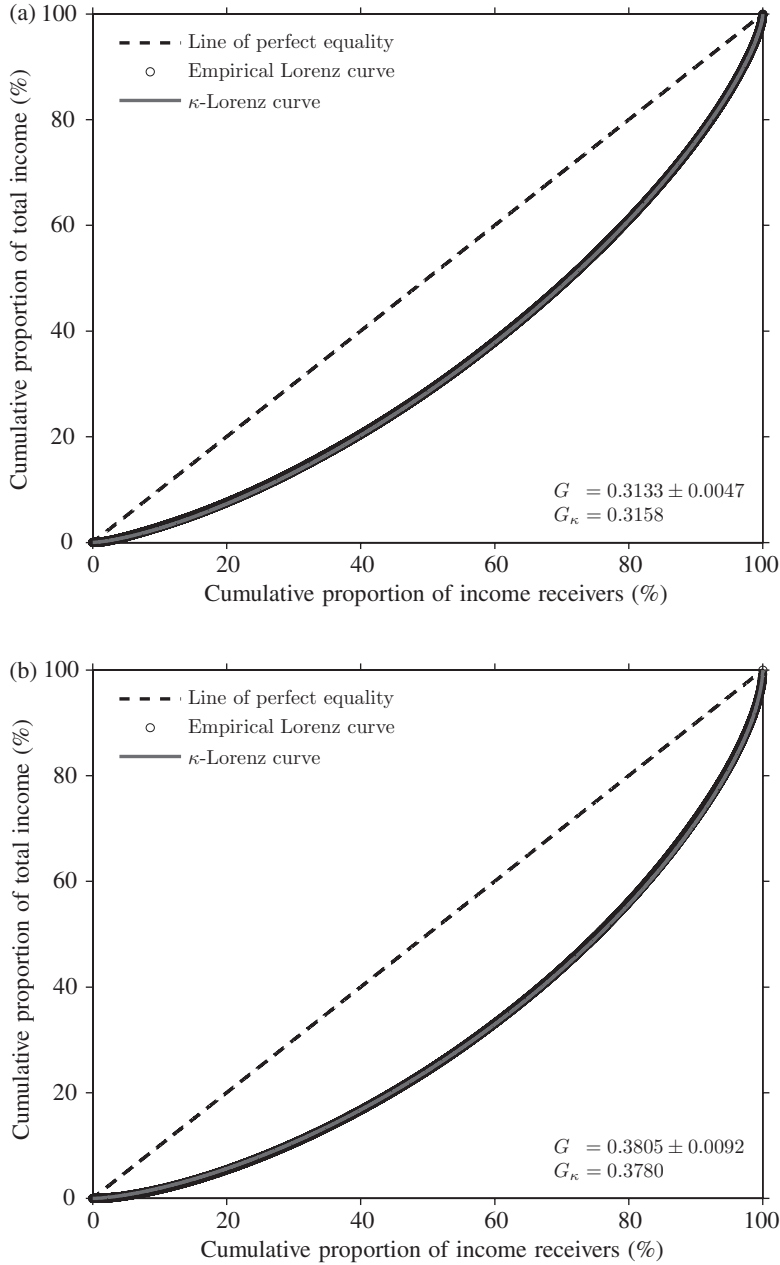 (a)
100
80
60
40
20
0
Cumulative proportion of total income (%)
Line of perfect equality
Empirical Lorenz curve
κ-Lorenz curve
G = 0.3133 ± 0.0047
Gκ = 0.3158
0 20 40 60 80 100
Cumulative proportion of income receivers (%)
(b)
100
80
60
40
20
0
Cumulative proportion of total income (%)
Line of perfect equality
Empirical Lorenz curve
κ-Lorenz curve
G = 0.3805 ± 0.0092
Gκ = 0.3780
0 20 40 60 80 100
Cumulative proportion of income receivers (%)